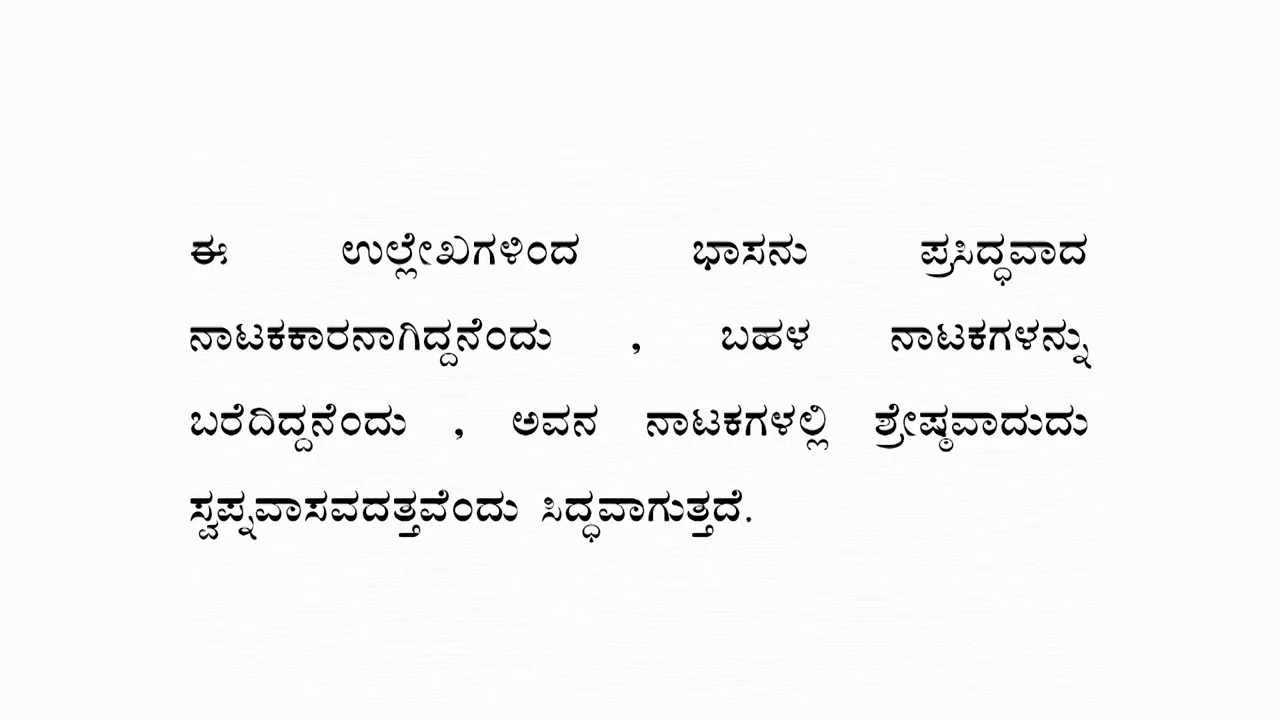 ಈ ಉಲ್ಲೇಖಗಳಿಂದ ಭಾಸನು ಪ್ರಸಿದ್ಧವಾದ
ನಾಟಕಕಾರನಾಗಿದ್ದನೆಂದು , ಬಹಳ ನಾಟಕಗಳನ್ನು
ಬರೆದಿದ್ದನೆಂದು , ಅವನ ನಾಟಕಗಳಲ್ಲಿ ಶ್ರೇಷ್ಠವಾದುದು
ಸ್ವಪ್ನವಾಸವದತ್ತವೆಂದು ಸಿದ್ಧವಾಗುತ್ತದೆ.